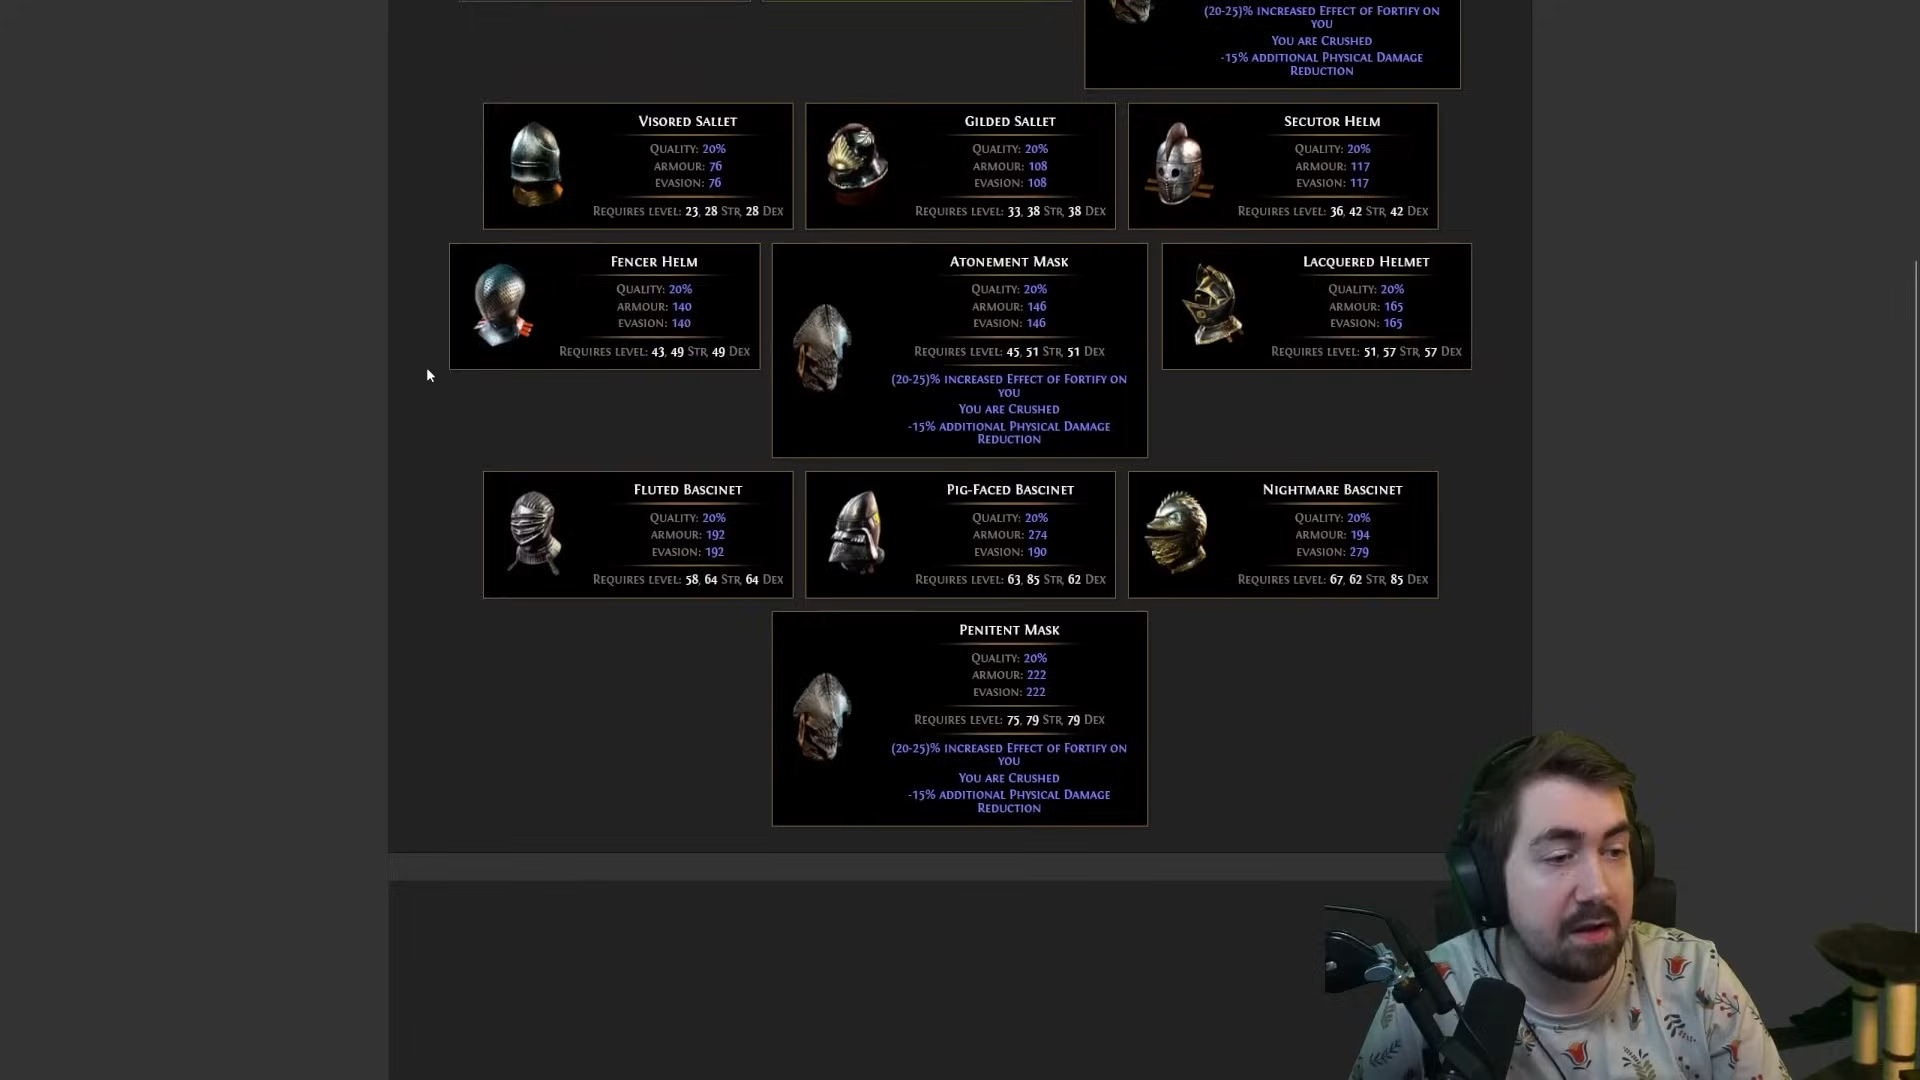 (20-25)% increased Effect of Fortify on
you
You are Crushed
-15% additional Physical Damage
Reduction
Visored Sallet
Quality: 20%
Armour: 76
Evasion: 76
Requires Level: 23, 28 Str, 28 Dex
Gilded Sallet
Quality: 20%
Armour: 108
Evasion: 108
Requires Level: 33, 38 Str, 38 Dex
Secutor Helm
Quality: 20%
Armour: 117
Evasion: 117
Requires Level: 36, 42 Str, 42 Dex
Fencer Helm
Quality: 20%
Armour: 140
Evasion: 140
Requires Level: 43, 49 Str, 49 Dex
Atonement Mask
Quality: 20%
Armour: 146
Evasion: 146
Requires Level: 45, 51 Str, 51 Dex
(20-25)% increased Effect of Fortify on
you
You are Crushed
-15% additional Physical Damage
Reduction
Lacquered Helmet
Quality: 20%
Armour: 165
Evasion: 165
Requires Level: 51, 57 Str, 57 Dex
Fluted Bascinet
Quality: 20%
Armour: 192
Evasion: 192
Requires Level: 58, 64 Str, 64 Dex
Pig-Faced Bascinet
Quality: 20%
Armour: 274
Evasion: 190
Requires Level: 63, 85 Str, 62 Dex
Nightmare Bascinet
Quality: 20%
Armour: 194
Evasion: 279
Requires Level: 67, 62 Str, 85 Dex
Penitent Mask
Quality: 20%
Armour: 222
Evasion: 222
Requires Level: 75, 79 Str, 79 Dex
(20-25)% increased Effect of Fortify on
you
You are Crushed
-15% additional Physical Damage
Reduction